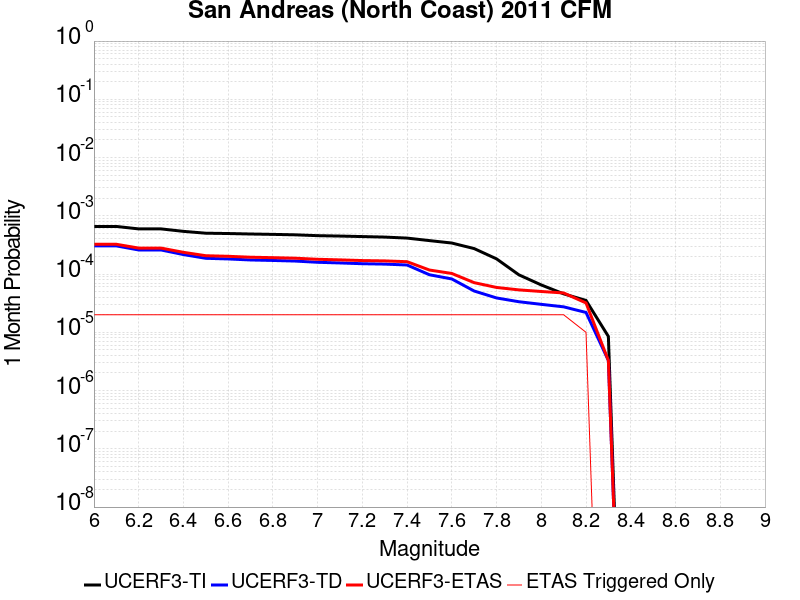 San Andreas (North Coast) 2011 CFM
10 0
10 -1
10 -2
10 -3
10 -4
10 -5
10 -6
10 -7
10 -8
1 Month Probability
6 6.2 6.4 6.6 6.8 7 7.2 7.4 7.6 7.8 8 8.2 8.4 8.6 8.8 9
Magnitude
UCERF3-TI UCERF3-TD UCERF3-ETAS ETAS Triggered Only